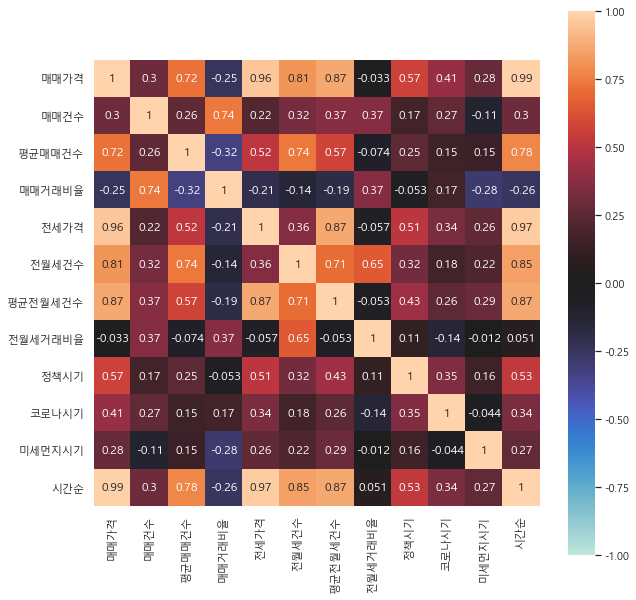 매매가격 1 0.3 0.72 -0.25 0.96 0.81 0.87 -0.033 0.57 0.41 0.28 0.99
매매건수 0.3 1 0.26 0.74 0.22 0.32 0.37 0.37 0.17 0.27 -0.11 0.3
평균매매건수 0.72 0.26 1 -0.32 0.52 0.74 0.57 -0.074 0.25 0.15 0.15 0.78
매매거래비율 -0.25 0.74 -0.32 1 -0.21 -0.14 -0.19 0.37 -0.053 0.17 -0.28 -0.26
전세가격 0.96 0.22 0.52 -0.21 1 0.36 0.87 -0.057 0.51 0.34 0.26 0.97
전월세건수 0.81 0.32 0.74 -0.14 0.36 1 0.71 0.65 0.32 0.18 0.22 0.85
평균전월세건수 0.87 0.37 0.57 -0.19 0.87 0.71 1 -0.053 0.43 0.26 0.29 0.87
전월세거래비율 -0.033 0.37 -0.074 0.37 -0.057 0.65 -0.053 1 0.11 -0.14 -0.012 0.051
정책시기 0.57 0.17 0.25 -0.053 0.51 0.32 0.43 0.11 1 0.35 0.16 0.53
코로나시기 0.41 0.27 0.15 0.17 0.34 0.18 0.26 -0.14 0.35 1 -0.044 0.34
미세먼지시기 0.28 -0.11 0.15 -0.28 0.26 0.22 0.29 -0.012 0.16 -0.044 1 0.27
시간순 0.99 0.3 0.78 -0.26 0.97 0.85 0.87 0.051 0.53 0.34 0.27 1
매매가격 매매건수 평균매매건수 매매거래비율 전세가격 전월세건수 평균전월세건수 전월세거래비율 정책시기 코로나시기 미세먼지시기 시간순
1.00
0.75
0.50
0.25
0.00
-0.25
-0.50
-0.75
-1.00